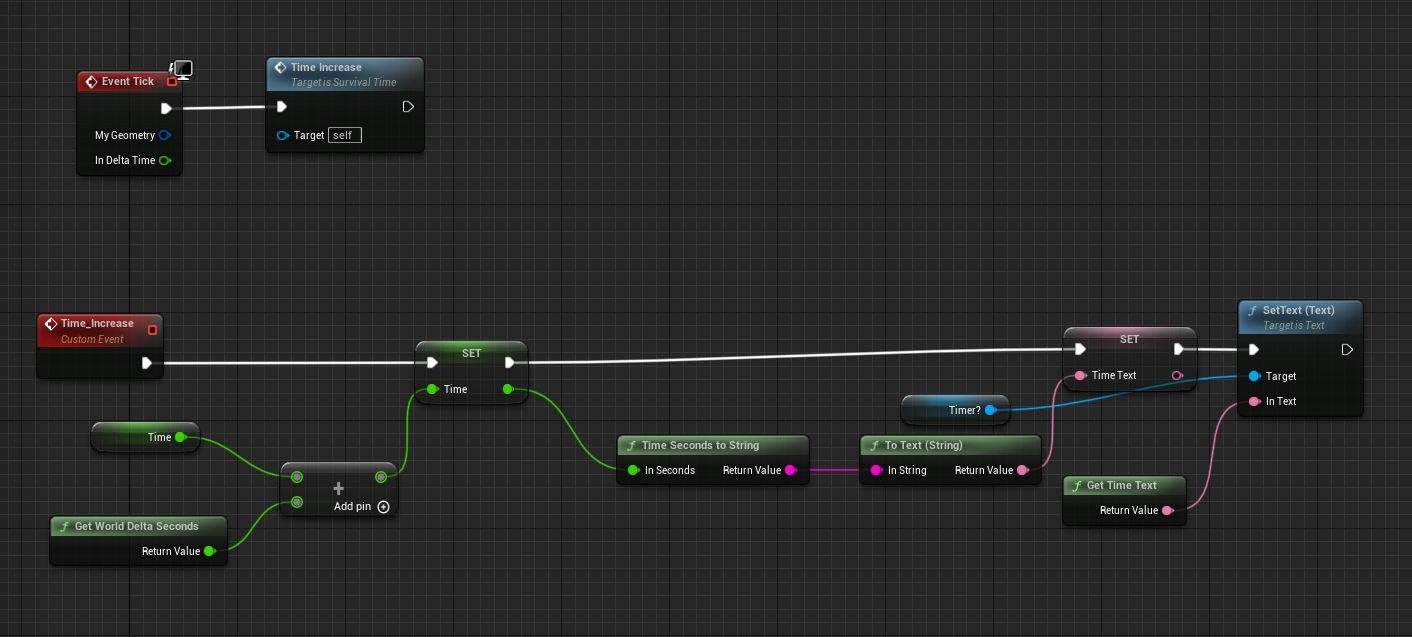 Event Tick
My Geometry
In Delta Time
Time Increase
Target is Survival Time
Target self
Time_Increase
Custom Event
Time
Get World Delta Seconds
Return Value
+
Add pin
SET
Time
Time Seconds to String
In Seconds Return Value
To Text (String)
In String Return Value
Timer?
SET
Time Text
Get Time Text
Return Value
SetText (Text)
Target is Text
Target
In Text